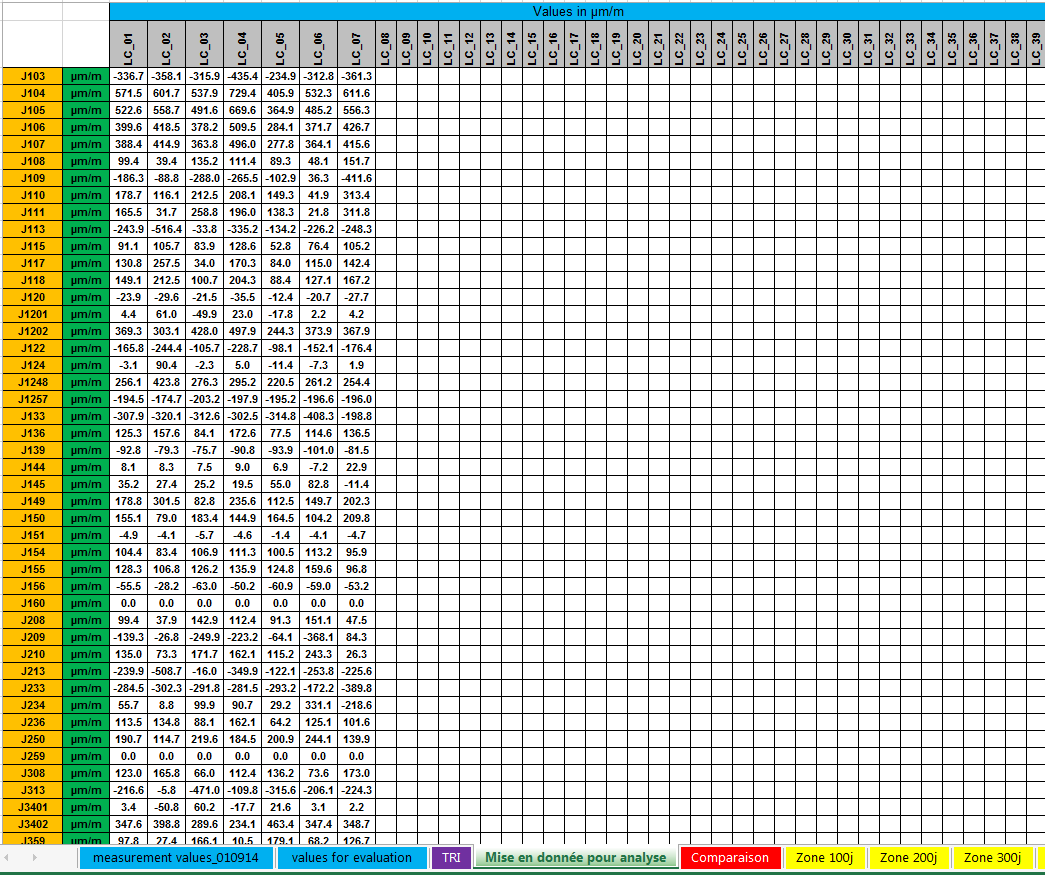 Values in µm/m
LC_01 LC_02 LC_03 LC_04 LC_05 LC_06 LC_07 LC_08 LC_09 LC_10 LC_11 LC_12 LC_13 LC_14 LC_15 LC_16 LC_17 LC_18 LC_19 LC_20 LC_21 LC_22 LC_23 LC_24 LC_25 LC_26 LC_27 LC_28 LC_29 LC_30 LC_31 LC_32 LC_33 LC_34 LC_35 LC_36 LC_37 LC_38 LC_39
J103 µm/m -336.7 -358.1 -315.9 -435.4 -234.9 -312.8 -361.3
J104 µm/m 571.5 601.7 537.9 729.4 405.9 532.3 611.6
J105 µm/m 522.6 558.7 491.6 669.6 364.9 485.2 556.3
J106 µm/m 399.6 418.5 378.2 509.5 284.1 371.7 426.7
J107 µm/m 388.4 414.9 363.8 496.0 277.8 364.1 415.6
J108 µm/m 99.4 39.4 135.2 111.4 89.3 48.1 151.7
J109 µm/m -186.3 -88.8 -288.0 -265.5 -102.9 36.3 -411.6
J110 µm/m 178.7 116.1 212.5 208.1 149.3 41.9 313.4
J111 µm/m 165.5 31.7 258.8 196.0 138.3 21.8 311.8
J113 µm/m -243.9 -516.4 -33.8 -335.2 -134.2 -226.2 -248.3
J115 µm/m 91.1 105.7 83.9 128.6 52.8 76.4 105.2
J117 µm/m 130.8 257.5 34.0 170.3 84.0 115.0 142.4
J118 µm/m 149.1 212.5 100.7 204.3 88.4 127.1 167.2
J120 µm/m -23.9 -29.6 -21.5 -35.5 -12.4 -20.7 -27.7
J1201 µm/m 4.4 61.0 -49.9 23.0 -17.8 2.2 4.2
J1202 µm/m 369.3 303.1 428.0 497.9 244.3 373.9 367.9
J122 µm/m -165.8 -244.4 -105.7 -228.7 -98.1 -152.1 -176.4
J124 µm/m -3.1 90.4 -2.3 5.0 -11.4 -7.3 1.9
J1248 µm/m 256.1 423.8 276.3 295.2 220.5 261.2 254.4
J1257 µm/m -194.5 -174.7 -203.2 -197.9 -195.2 -196.6 -196.0
J133 µm/m -307.9 -320.1 -312.6 -302.5 -314.8 -408.3 -198.8
J136 µm/m 125.3 157.6 84.1 172.6 77.5 114.6 136.5
J139 µm/m -92.8 -79.3 -75.7 -90.8 -93.9 -101.0 -81.5
J144 µm/m 8.1 8.3 7.5 9.0 6.9 -7.2 22.9
J145 µm/m 35.2 27.4 25.2 19.5 55.0 82.8 -11.4
J149 µm/m 178.8 301.5 82.8 235.6 112.5 149.7 202.3
J150 µm/m 155.1 79.0 183.4 144.9 164.5 104.2 209.8
J151 µm/m -4.9 -4.1 -5.7 -4.6 -1.4 -4.1 -4.7
J154 µm/m 104.4 83.4 106.9 111.3 100.5 113.2 95.9
J155 µm/m 128.3 106.8 126.2 135.9 124.8 159.6 96.8
J156 µm/m -55.5 -28.2 -63.0 -50.2 -60.9 -59.0 -53.2
J160 µm/m 0.0 0.0 0.0 0.0 0.0 0.0 0.0
J208 µm/m 99.4 37.9 142.9 112.4 91.3 151.1 47.5
J209 µm/m -139.3 -26.8 -249.9 -223.2 -64.1 -368.1 84.3
J210 µm/m 135.0 73.3 171.7 162.1 115.2 243.3 26.3
J213 µm/m -239.9 -508.7 -16.0 -349.9 -122.1 -253.8 -225.6
J233 µm/m -284.5 -302.3 -291.8 -281.5 -293.2 -172.2 -389.8
J234 µm/m 55.7 8.8 99.9 90.7 29.2 331.1 -218.6
J236 µm/m 113.5 134.8 88.1 162.1 64.2 125.1 101.6
J250 µm/m 190.7 114.7 219.6 184.5 200.9 244.1 139.9
J259 µm/m 0.0 0.0 0.0 0.0 0.0 0.0 0.0
J308 µm/m 123.0 165.8 66.0 112.4 136.2 73.6 173.0
J313 µm/m -216.6 -5.8 -471.0 -109.8 -315.6 -206.1 -224.3
J3401 µm/m 3.4 -50.8 60.2 -17.7 21.6 3.1 2.2
J3402 µm/m 347.6 398.8 289.6 234.1 463.4 347.4 348.7
J359 µm/m 97.8 27.4 166.1 10.5 179.1 68.2 126.7
measurement values_010914 values for evaluation TRI Mise en donnée pour analyse Comparaison Zone 100j Zone 200j Zone 300j